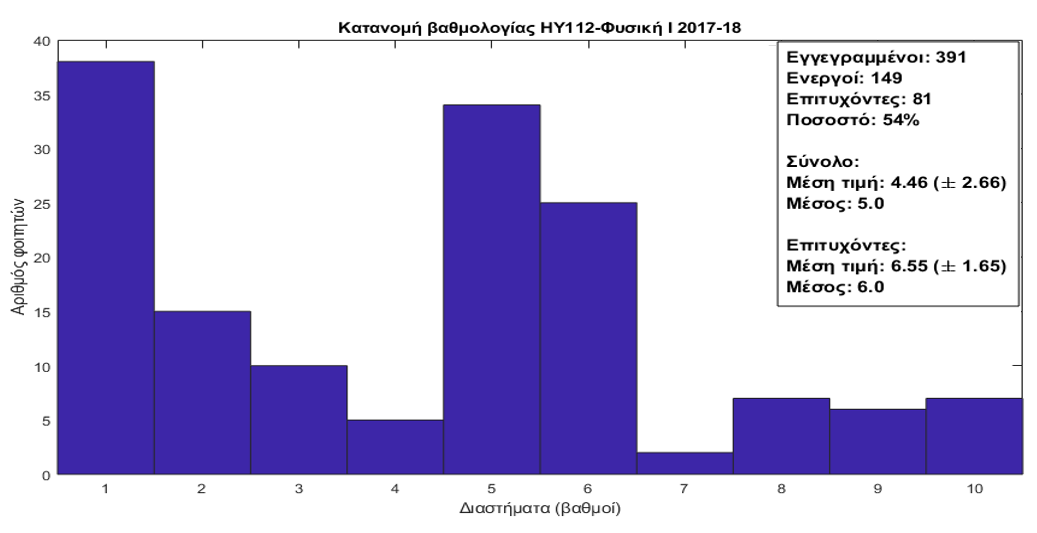 Κατανομή βαθμολογίας ΗΥ112-Φυσική Ι 2017-18
Εγγεγραμμένοι: 391
Ενεργοί: 149
Επιτυχόντες: 81
Ποσοστό: 54%
Σύνολο:
Μέση τιμή: 4.46 (± 2.66)
Μέσος: 5.0
Επιτυχόντες:
Μέση τιμή: 6.55 (± 1.65)
Μέσος: 6.0
Αριθμός φοιτητών
40
35
30
25
20
15
10
5
0
1 2 3 4 5 6 7 8 9 10
Διαστήματα (βαθμοί)